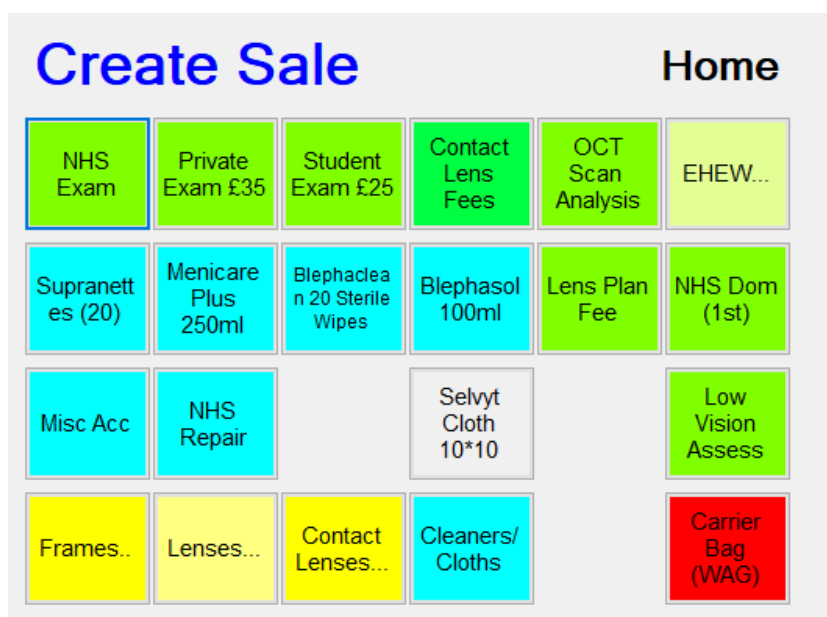 Create Sale
Home
NHS
Exam
Private
Exam £35
Student
Exam £25
Contact
Lens
Fees
OCT
Scan
Analysis
EHEW...
Supranett
es (20)
Menicare
Plus
250ml
Blephaclea
n 20 Sterile
Wipes
Blephasol
100ml
Lens Plan
Fee
NHS Dom
(1st)
Misc Acc
NHS
Repair
Selvyt
Cloth
10*10
Low
Vision
Assess
Frames..
Lenses...
Contact
Lenses...
Cleaners/
Cloths
Carrier
Bag
(WAG)